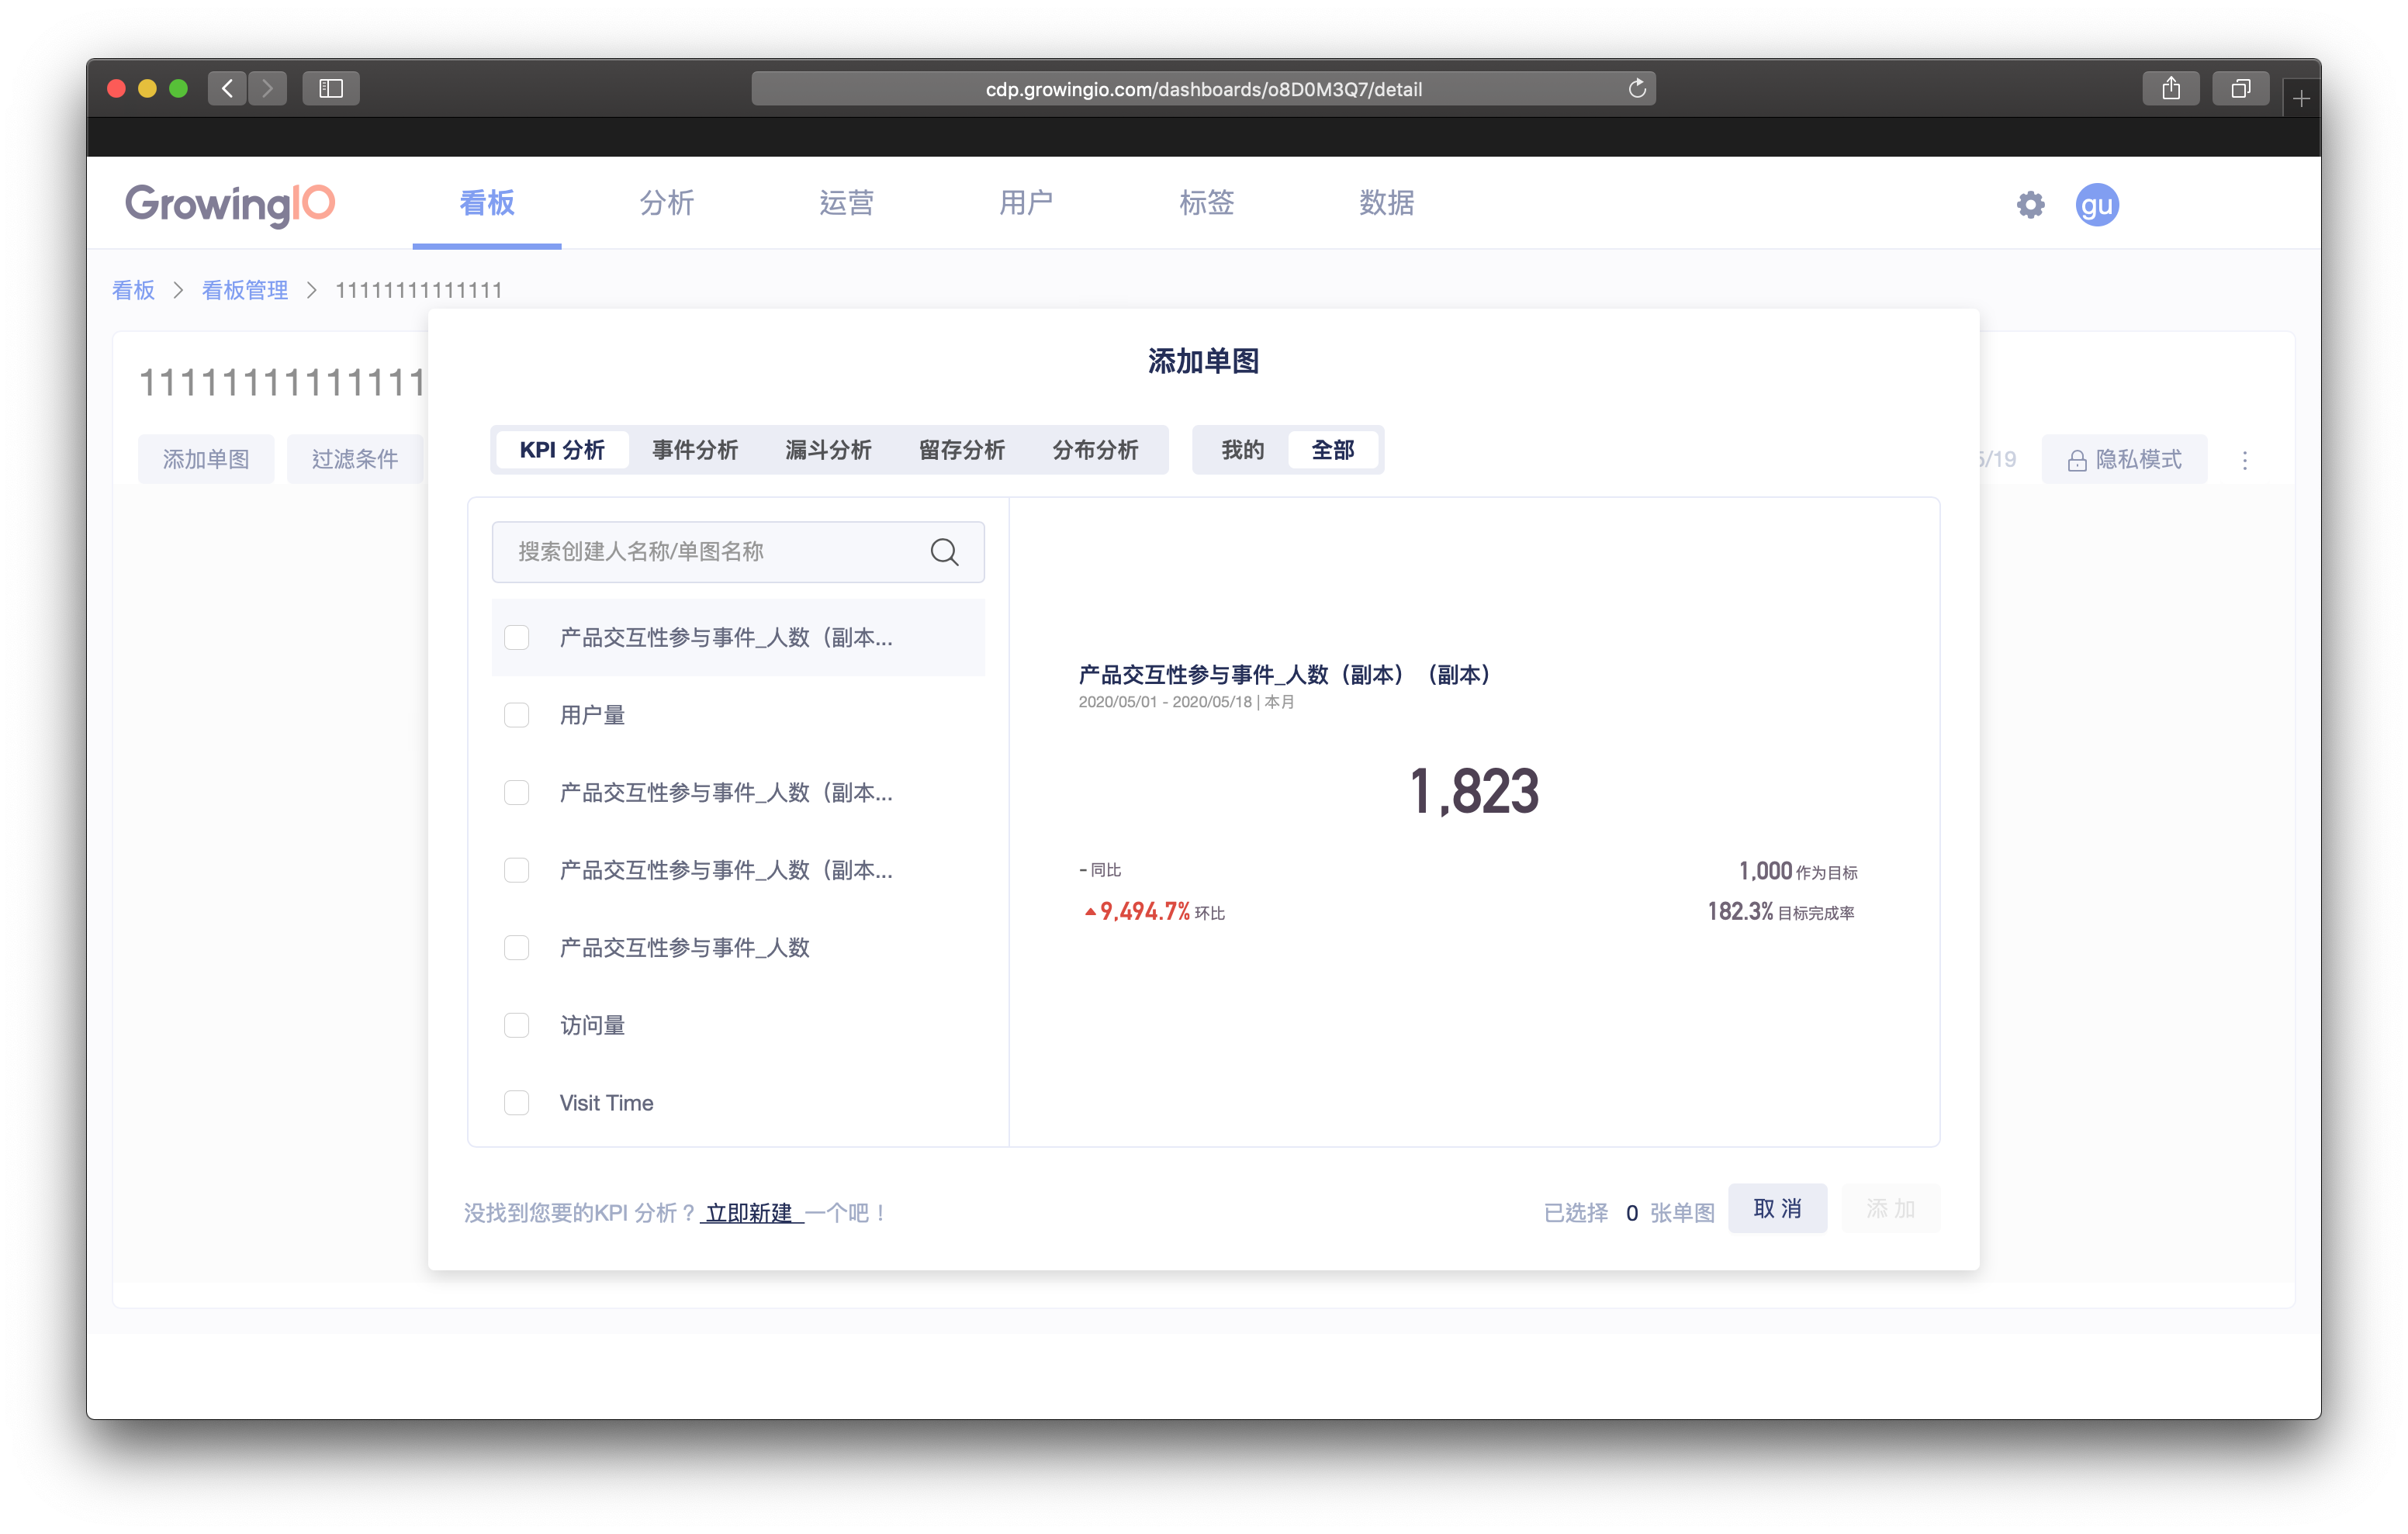 cdp.growingio.com/dashboards/o8D0M3Q7/detail
GrowingIO
看板 分析 运营 用户 标签 数据
gu
看板 > 看板管理 > 11111111111111
11111111111111
添加单图 过滤条件
5/19 隐私模式
添加单图
KPI 分析 事件分析 漏斗分析 留存分析 分布分析 我的 全部
搜索创建人名称/单图名称
产品交互性参与事件_人数（副本...
用户量
产品交互性参与事件_人数（副本...
产品交互性参与事件_人数（副本...
产品交互性参与事件_人数
访问量
Visit Time
产品交互性参与事件_人数（副本）（副本）
2020/05/01 - 2020/05/18 | 本月
1,823
- 同比
1,000 作为目标
9,494.7% 环比
182.3% 目标完成率
没找到您要的KPI 分析？ 立即新建 一个吧！
已选择 0 张单图 取 消 添 加